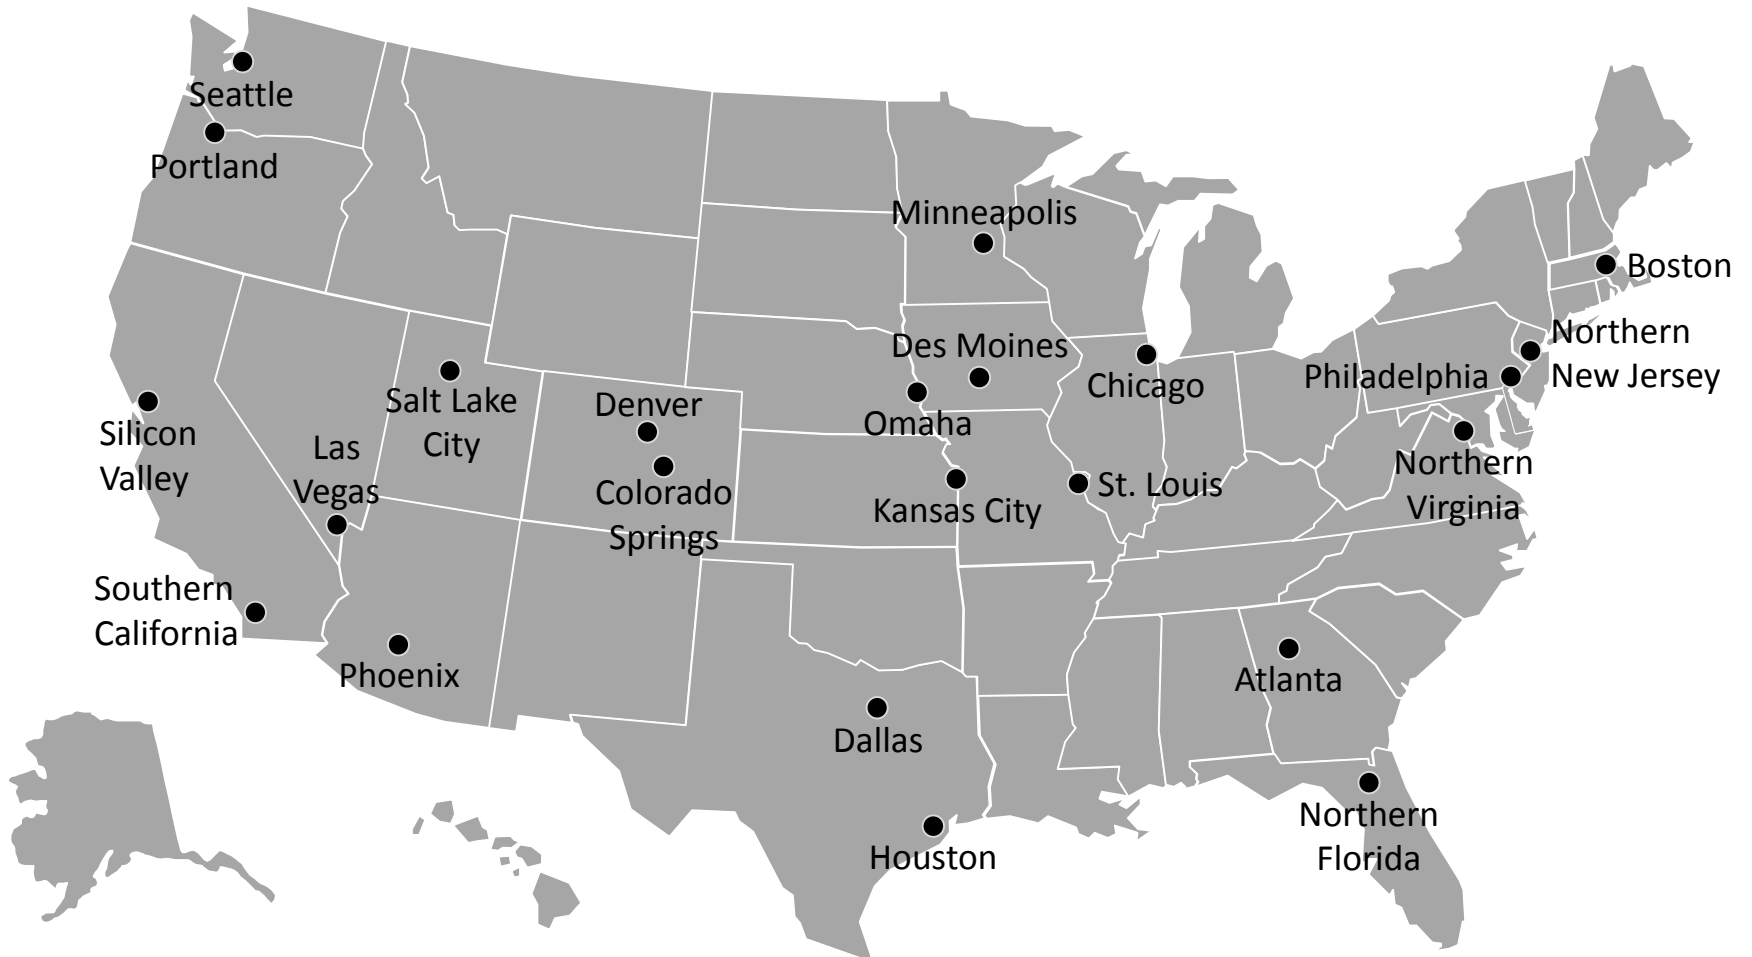 Seattle
Portland
Minneapolis
Boston
Northern
New Jersey
Des Moines
Philadelphia
Chicago
Salt Lake
City
Denver
Omaha
Silicon
Valley
Las
Vegas
Northern
Virginia
Colorado
Springs
St. Louis
Kansas City
Southern
California
Phoenix
Atlanta
Dallas
Northern
Florida
Houston